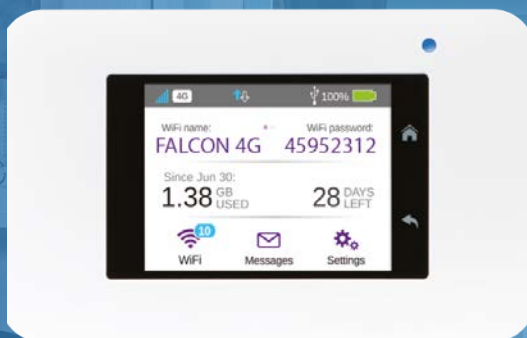 4G 100%
WiFi name: WiFi password:
FALCON 4G 45952312
Since Jun 30:
1.38 GB USED 28 DAYS LEFT
10
WiFi Messages Settings